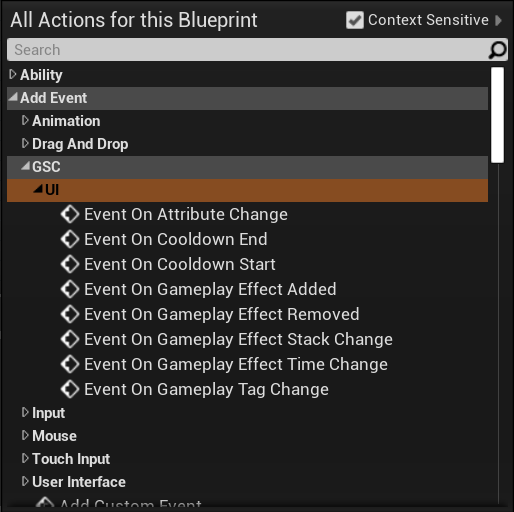 All Actions for this Blueprint Context Sensitive
Search
Ability
Add Event
Animation
Drag And Drop
GSC
UI
Event On Attribute Change
Event On Cooldown End
Event On Cooldown Start
Event On Gameplay Effect Added
Event On Gameplay Effect Removed
Event On Gameplay Effect Stack Change
Event On Gameplay Effect Time Change
Event On Gameplay Tag Change
Input
Mouse
Touch Input
User Interface
Add Custom Event